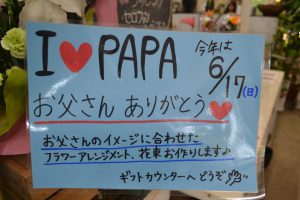 I ♥ PAPA
今年は
6/17(日)
お父さん ありがとう♥
お父さんのイメージに合わせた
フラワーアレンジメント、花束 お作りします♪
ギフトカウンターへ どうぞ